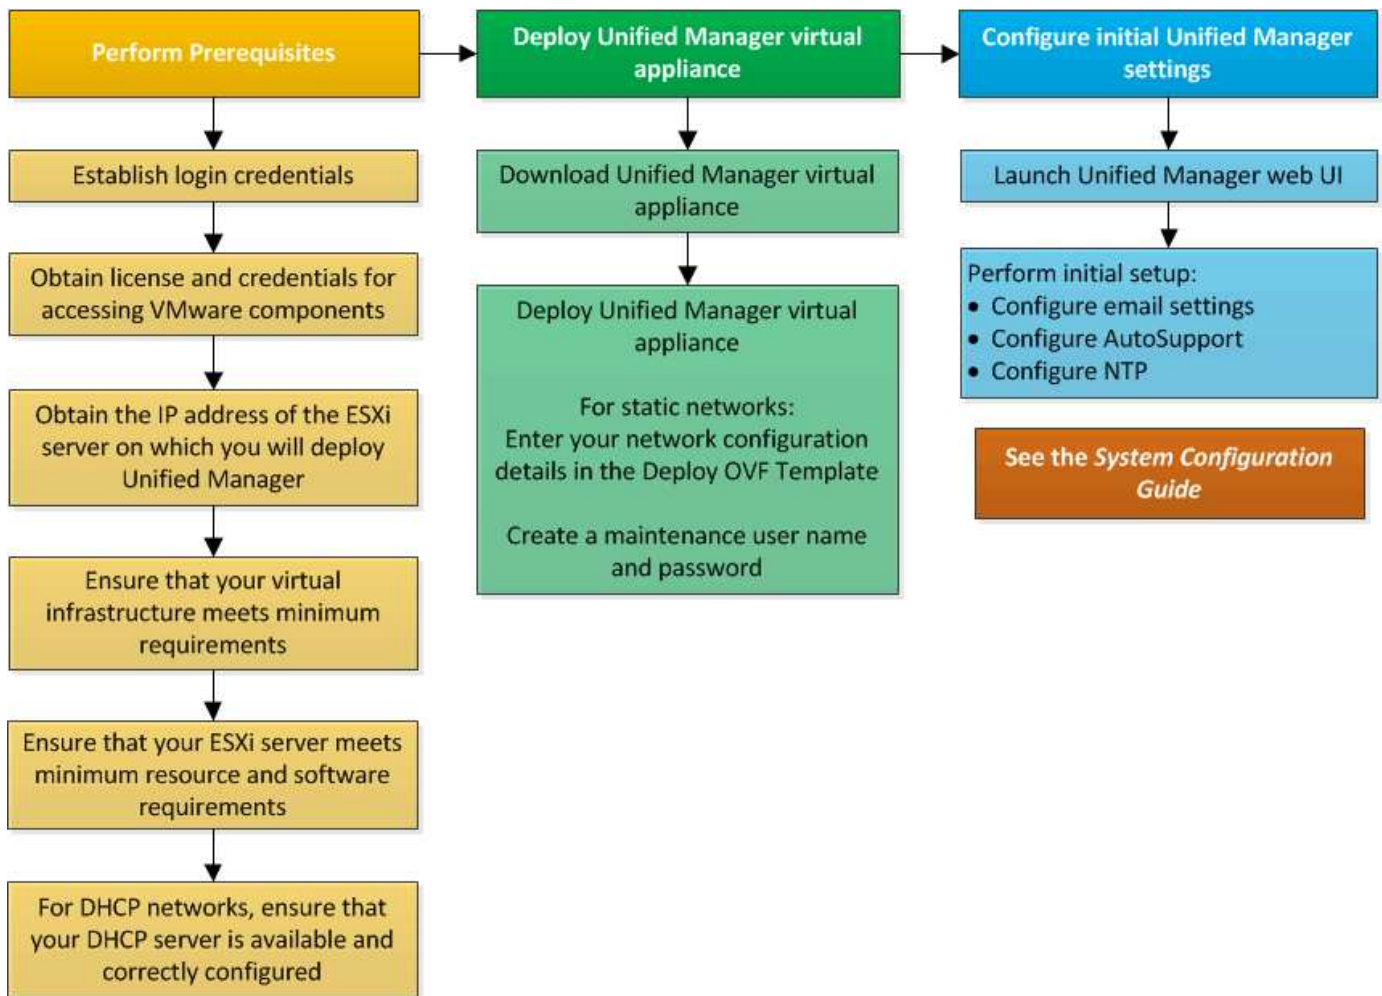 Perform Prerequisites
Establish login credentials
Obtain license and credentials for
accessing VMware components
Obtain the IP address of the ESXi
server on which you will deploy
Unified Manager
Ensure that your virtual
infrastructure meets minimum
requirements
Ensure that your ESXi server meets
minimum resource and software
requirements
For DHCP networks, ensure that
your DHCP server is available and
correctly configured
Deploy Unified Manager virtual
appliance
Download Unified Manager virtual
appliance
Deploy Unified Manager virtual
appliance
For static networks:
Enter your network configuration
details in the Deploy OVF Template
Create a maintenance user name
and password
Configure initial Unified Manager
settings
Launch Unified Manager web UI
Perform initial setup:
• Configure email settings
• Configure AutoSupport
• Configure NTP
See the System Configuration
Guide